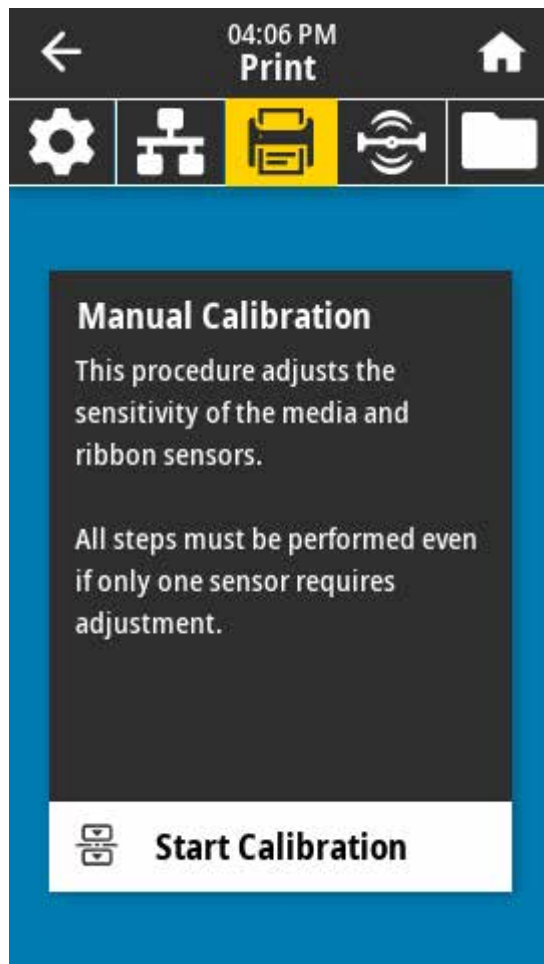 04:06 PM
Print
Manual Calibration
This procedure adjusts the
sensitivity of the media and
ribbon sensors.
All steps must be performed even
if only one sensor requires
adjustment.
Start Calibration